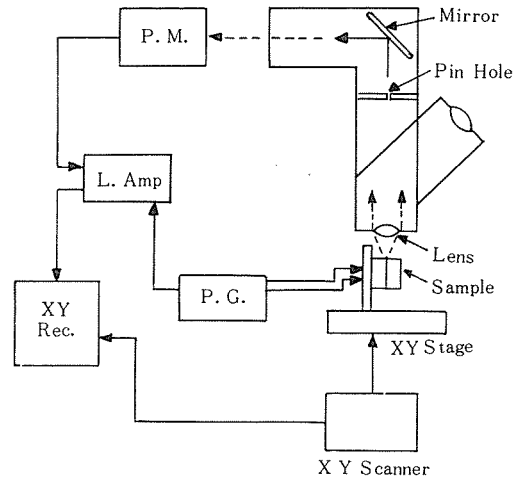 Mirror
P. M.
Pin Hole
L. Amp
Lens
Sample
P. G.
XY
Rec.
XY Stage
X Y Scanner